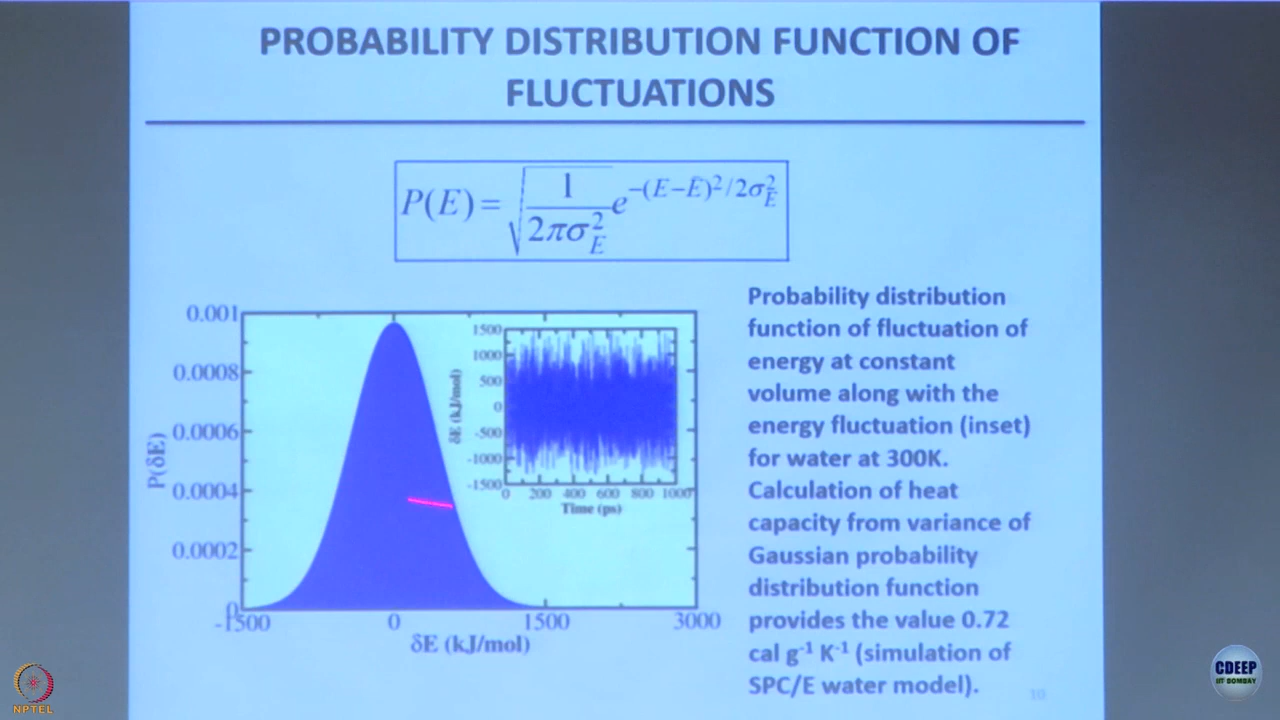 PROBABILITY DISTRIBUTION FUNCTION OF
FLUCTUATIONS
P(E) = √(1/2πσ_E^2) e^{-(E-Ē)^2/2σ_E^2}
Probability distribution
function of fluctuation of
energy at constant
volume along with the
energy fluctuation (inset)
for water at 300K.
Calculation of heat
capacity from variance of
Gaussian probability
distribution function
provides the value 0.72
cal g⁻¹ K⁻¹ (simulation of
SPC/E water model).
P(δE)
0.001
0.0008
0.0006
0.0004
0.0002
0
-1500 0 1500 3000
δE (kJ/mol)
δE (kJ/mol)
1500
1000
500
0
-500
-1000
-1500
0 200 400 600 800 1000
Time (ps)
10
NPTEL
CDEEP
IIT BOMBAY